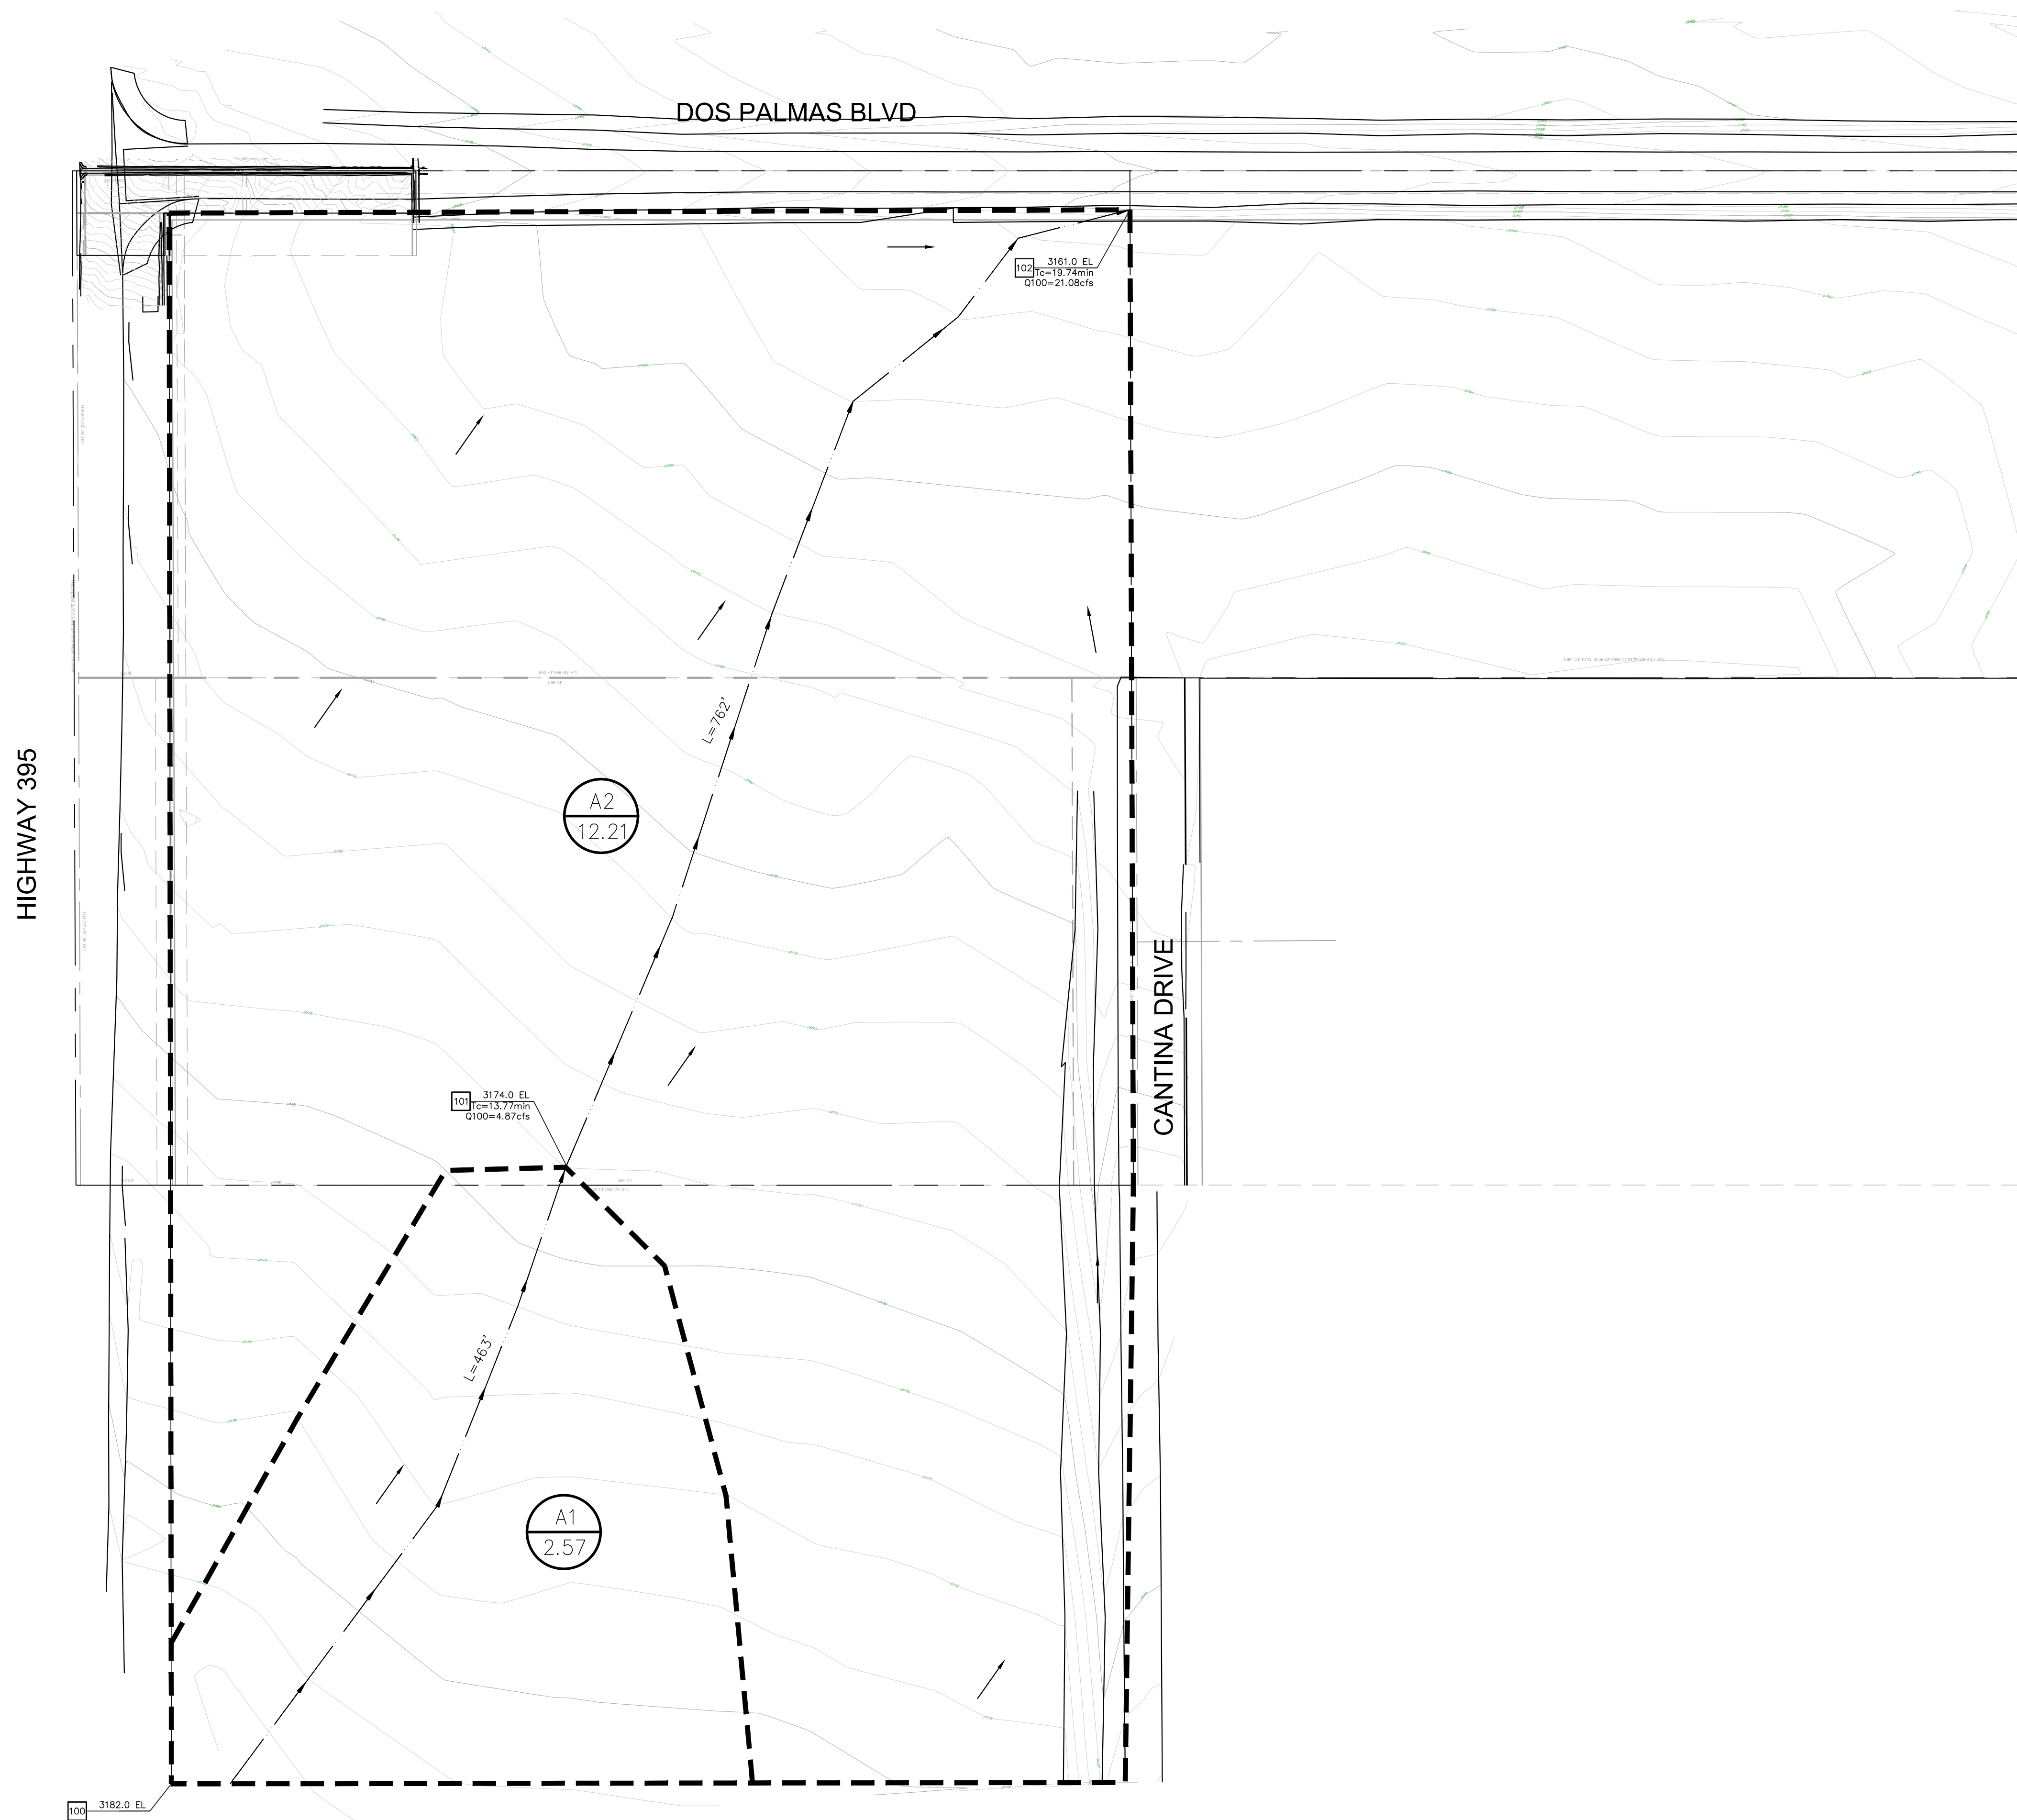 DOS PALMAS BLVD
102
3161.0 EL
Tc=19.74min
Q100=21.08cfs
HIGHWAY 395
L=762'
A2
12.21
CANTINA DRIVE
101
3174.0 EL
Tc=13.77min
Q100=4.87cfs
L=463'
A1
2.57
100
3182.0 EL